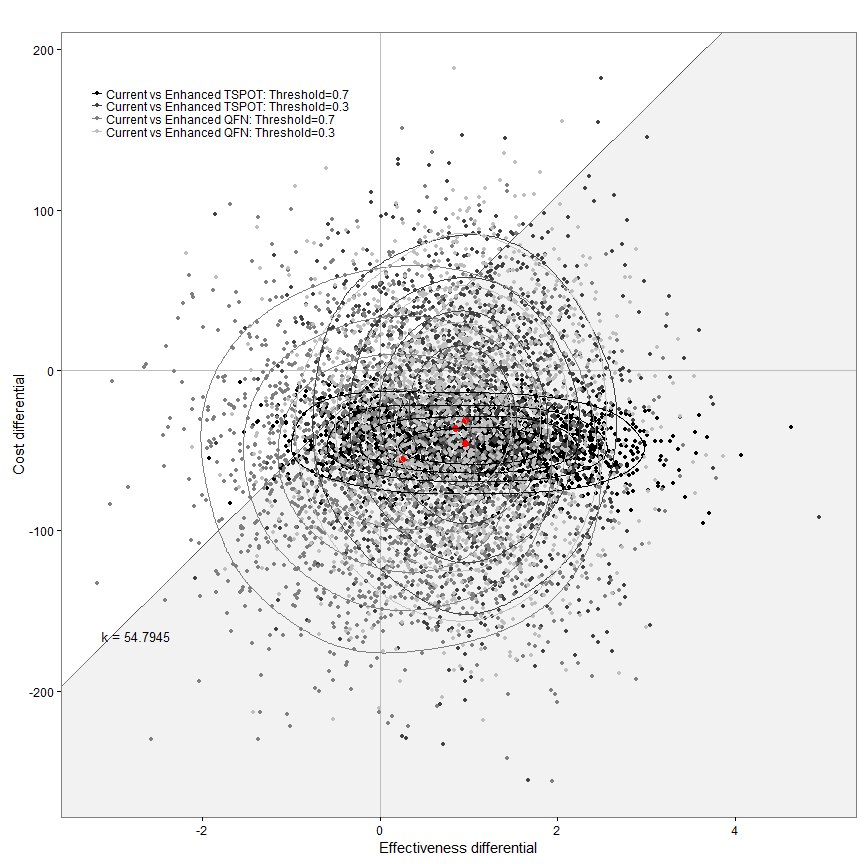 200
100
0
-100
-200
Cost differential
Current vs Enhanced TSPOT: Threshold=0.7
Current vs Enhanced TSPOT: Threshold=0.3
Current vs Enhanced QFN: Threshold=0.7
Current vs Enhanced QFN: Threshold=0.3
k = 54.7945
-2
0
2
4
Effectiveness differential